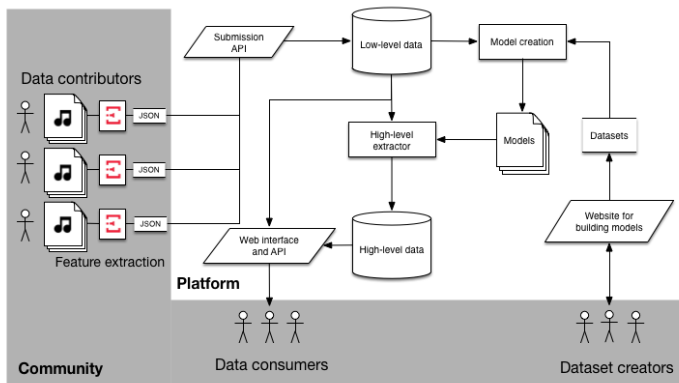 Submission
API
Low-level data
Model creation
Data contributors
JSON
High-level
extractor
Models
Datasets
JSON
JSON
Website for
building models
Web interface
and API
High-level data
Feature extraction
Platform
Community
Data consumers
Dataset creators